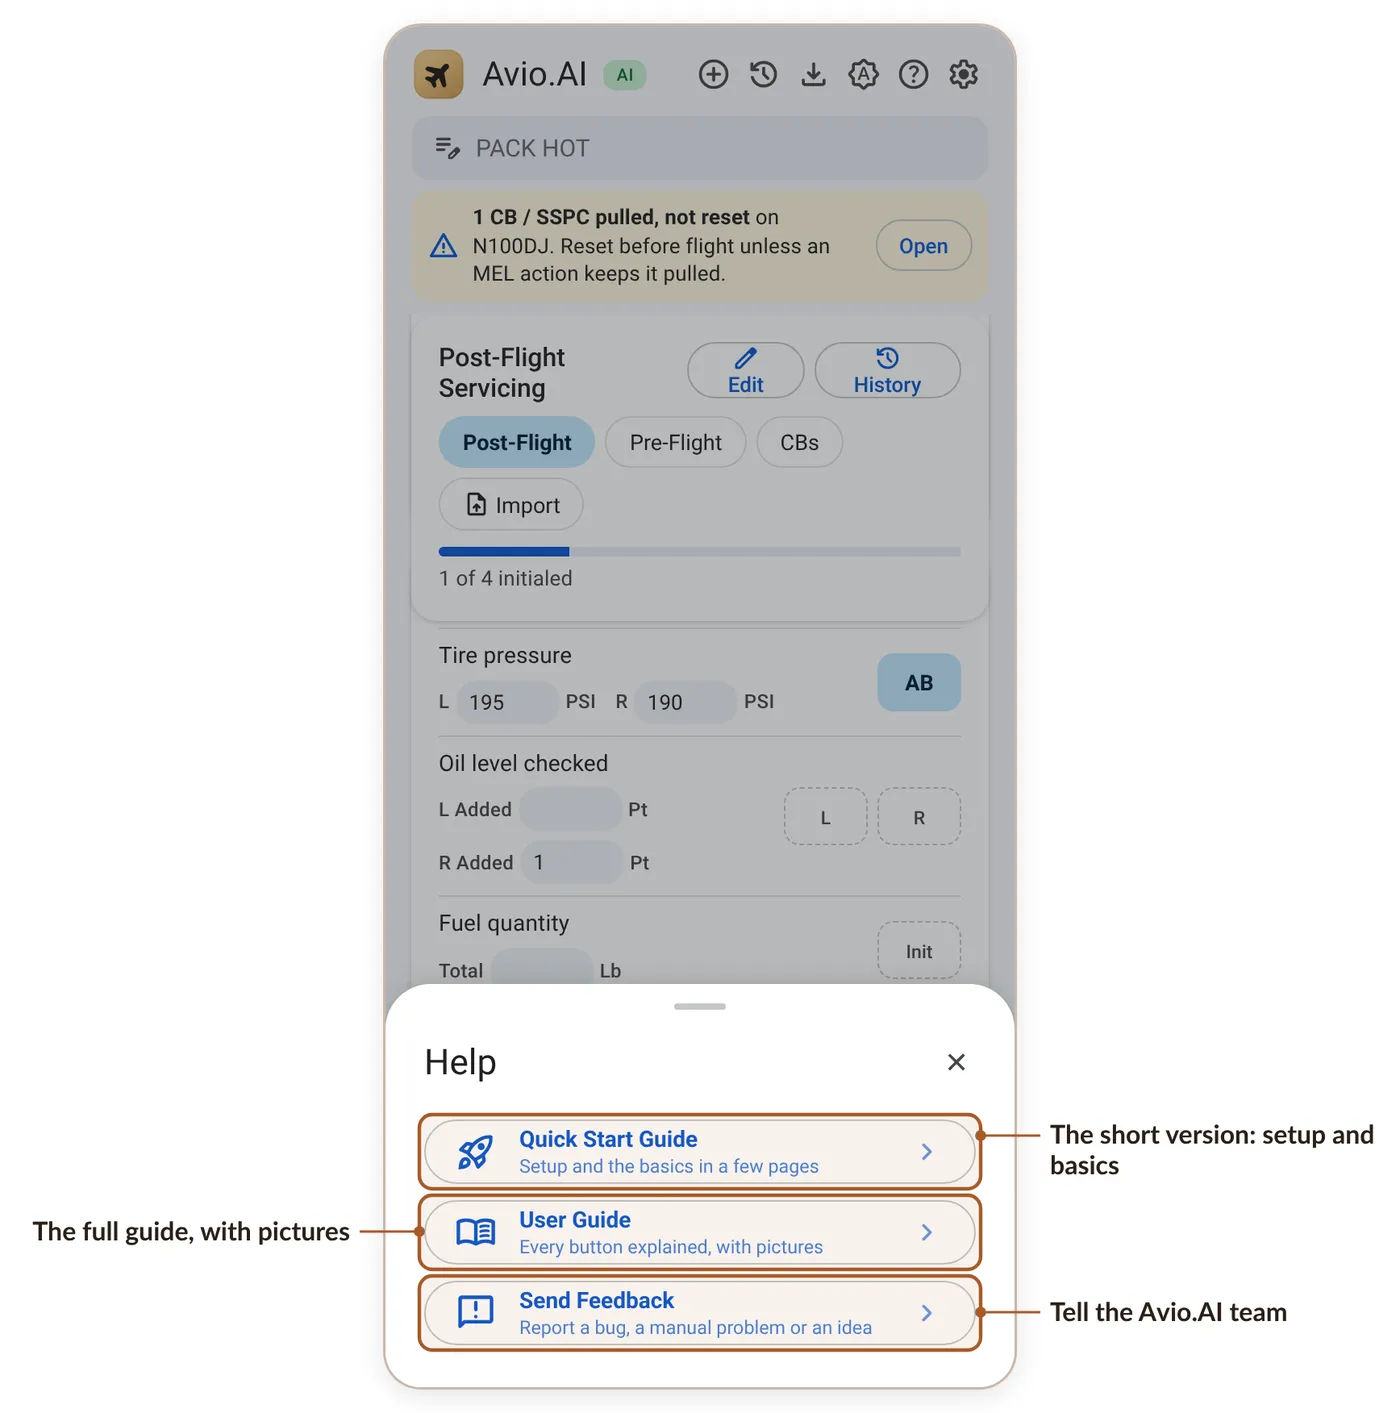 Avio.AI AI
PACK HOT
1 CB / SSPC pulled, not reset on
N100DJ. Reset before flight unless an
MEL action keeps it pulled.
Open
Post-Flight
Servicing
Edit
History
Post-Flight
Pre-Flight
CBs
Import
1 of 4 initialed
Tire pressure
L 195 PSI R 190 PSI
AB
Oil level checked
L Added Pt
L
R
R Added 1 Pt
Fuel quantity
Init
Total Lb
Help
Quick Start Guide
Setup and the basics in a few pages
The short version: setup and
basics
User Guide
Every button explained, with pictures
The full guide, with pictures
Send Feedback
Report a bug, a manual problem or an idea
Tell the Avio.AI team